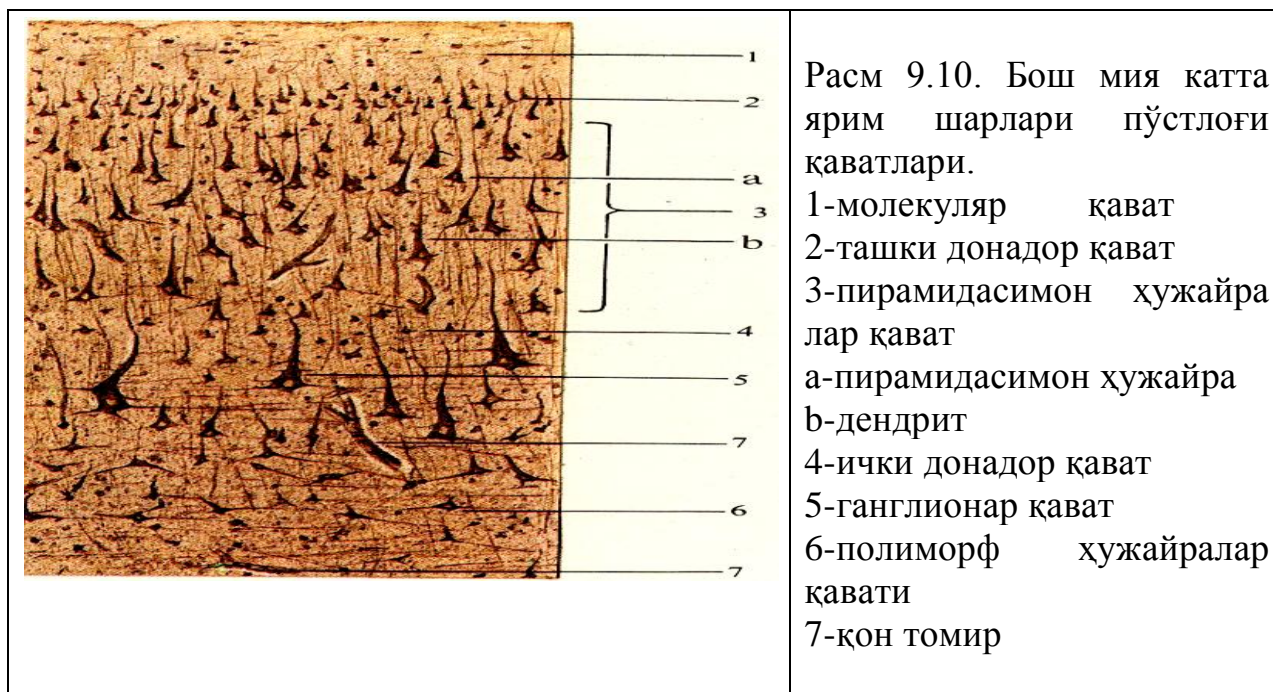 1
2
a
3
b
4
5
7
6
7
Расм 9.10. Бош мия катта
ярим шарлари пўстлоғи
қаватлари.
1-молекуляр қават
2-ташки донадор қават
3-пирамидасимон ҳужайра
лар қават
а-пирамидасимон ҳужайра
b-дендрит
4-ички донадор қават
5-ганглионар қават
6-полиморф ҳужайралар
қавати
7-қон томир